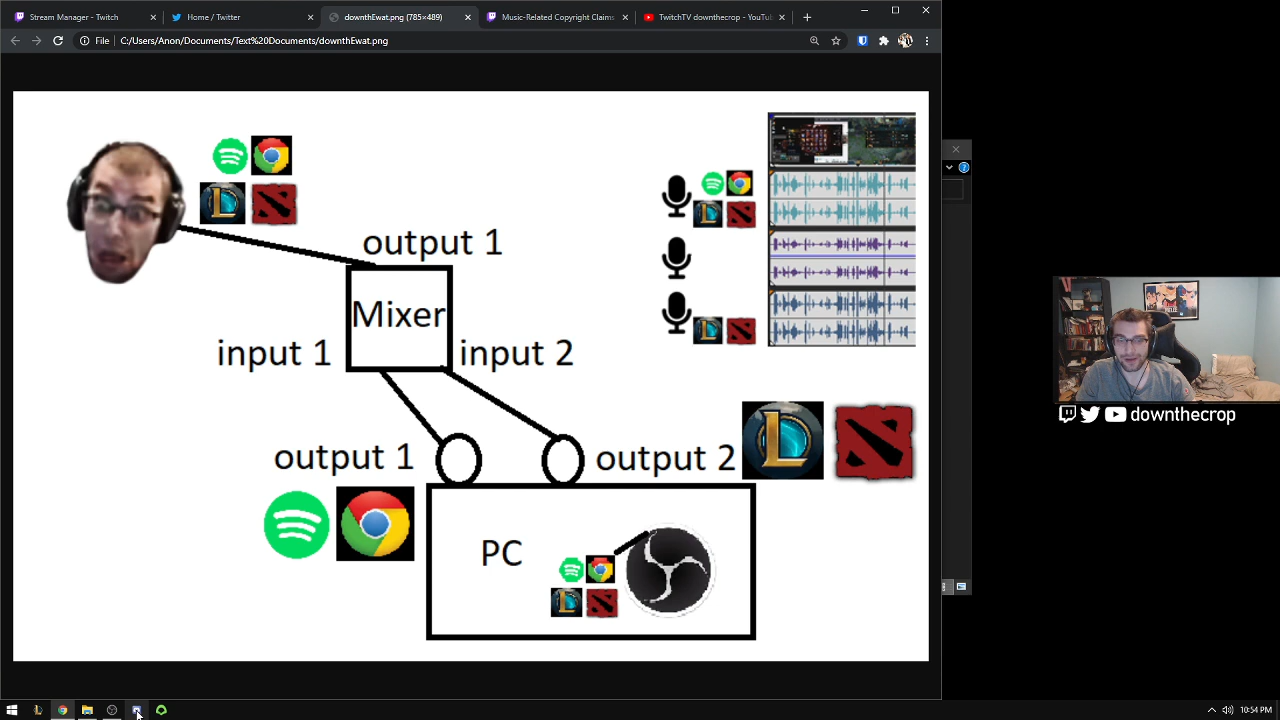 Stream Manager - Twitch
Home / Twitter
downthEwat.png (785×489)
Music-Related Copyright Claims
TwitchTV downthecrop - YouTu
File
C:/Users/Anon/Documents/Text%20Documents/downthEwat.png
output 1
Mixer
input 1
input 2
output 1
output 2
PC
downthecrop
10:54 PM